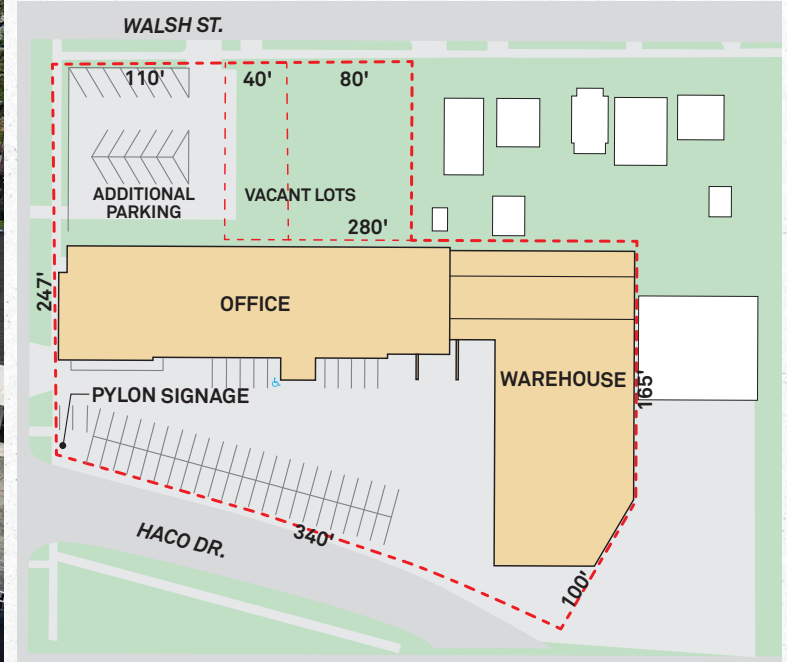 WALSH ST.
110'
40'
80'
ADDITIONAL
PARKING
VACANT LOTS
280'
247'
OFFICE
WAREHOUSE
165'
PYLON SIGNAGE
HACO DR.
340'
100'